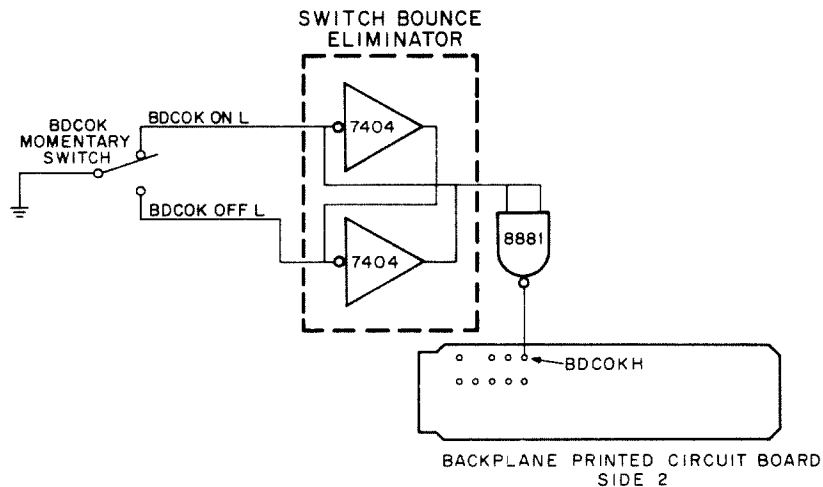 SWITCH BOUNCE
ELIMINATOR
BDCOK
MOMENTARY
SWITCH
BDCOK ON L
7404
BDCOK OFF L
7404
8881
BDCOKH
BACKPLANE PRINTED CIRCUIT BOARD
SIDE 2